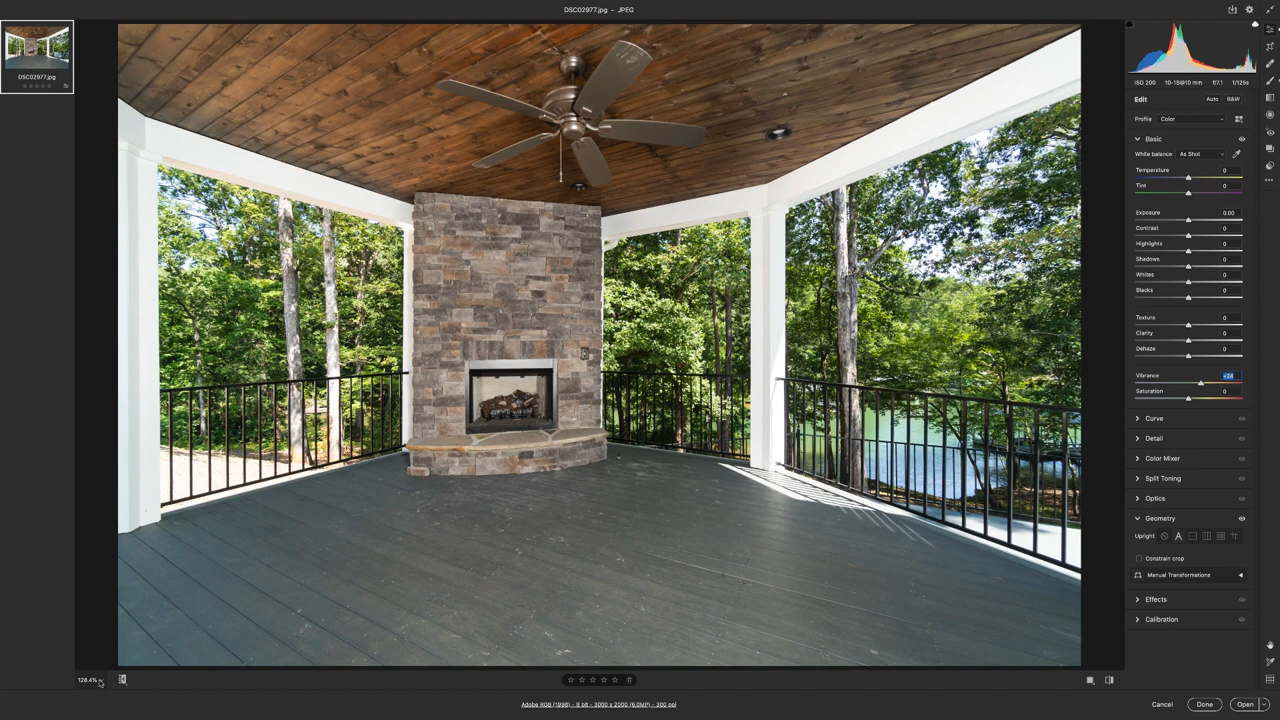 DSC02977.jpg - JPEG
DSC02977.jpg
ISO 200 10-18@10 mm f/7.1 1/125s
Edit Auto B&W
Profile Color
Basic
White balance As Shot
Temperature 0
Tint 0
Exposure 0.00
Contrast 0
Highlights 0
Shadows 0
Whites 0
Blacks 0
Texture 0
Clarity 0
Dehaze 0
Vibrance +24
Saturation 0
Curve
Detail
Color Mixer
Split Toning
Optics
Geometry
Upright A
Constrain crop
Manual Transformations
Effects
Calibration
128.4%
Adobe RGB (1998) - 8 bit - 3000 x 2000 (6.0MP) - 300 ppi
Cancel Done Open